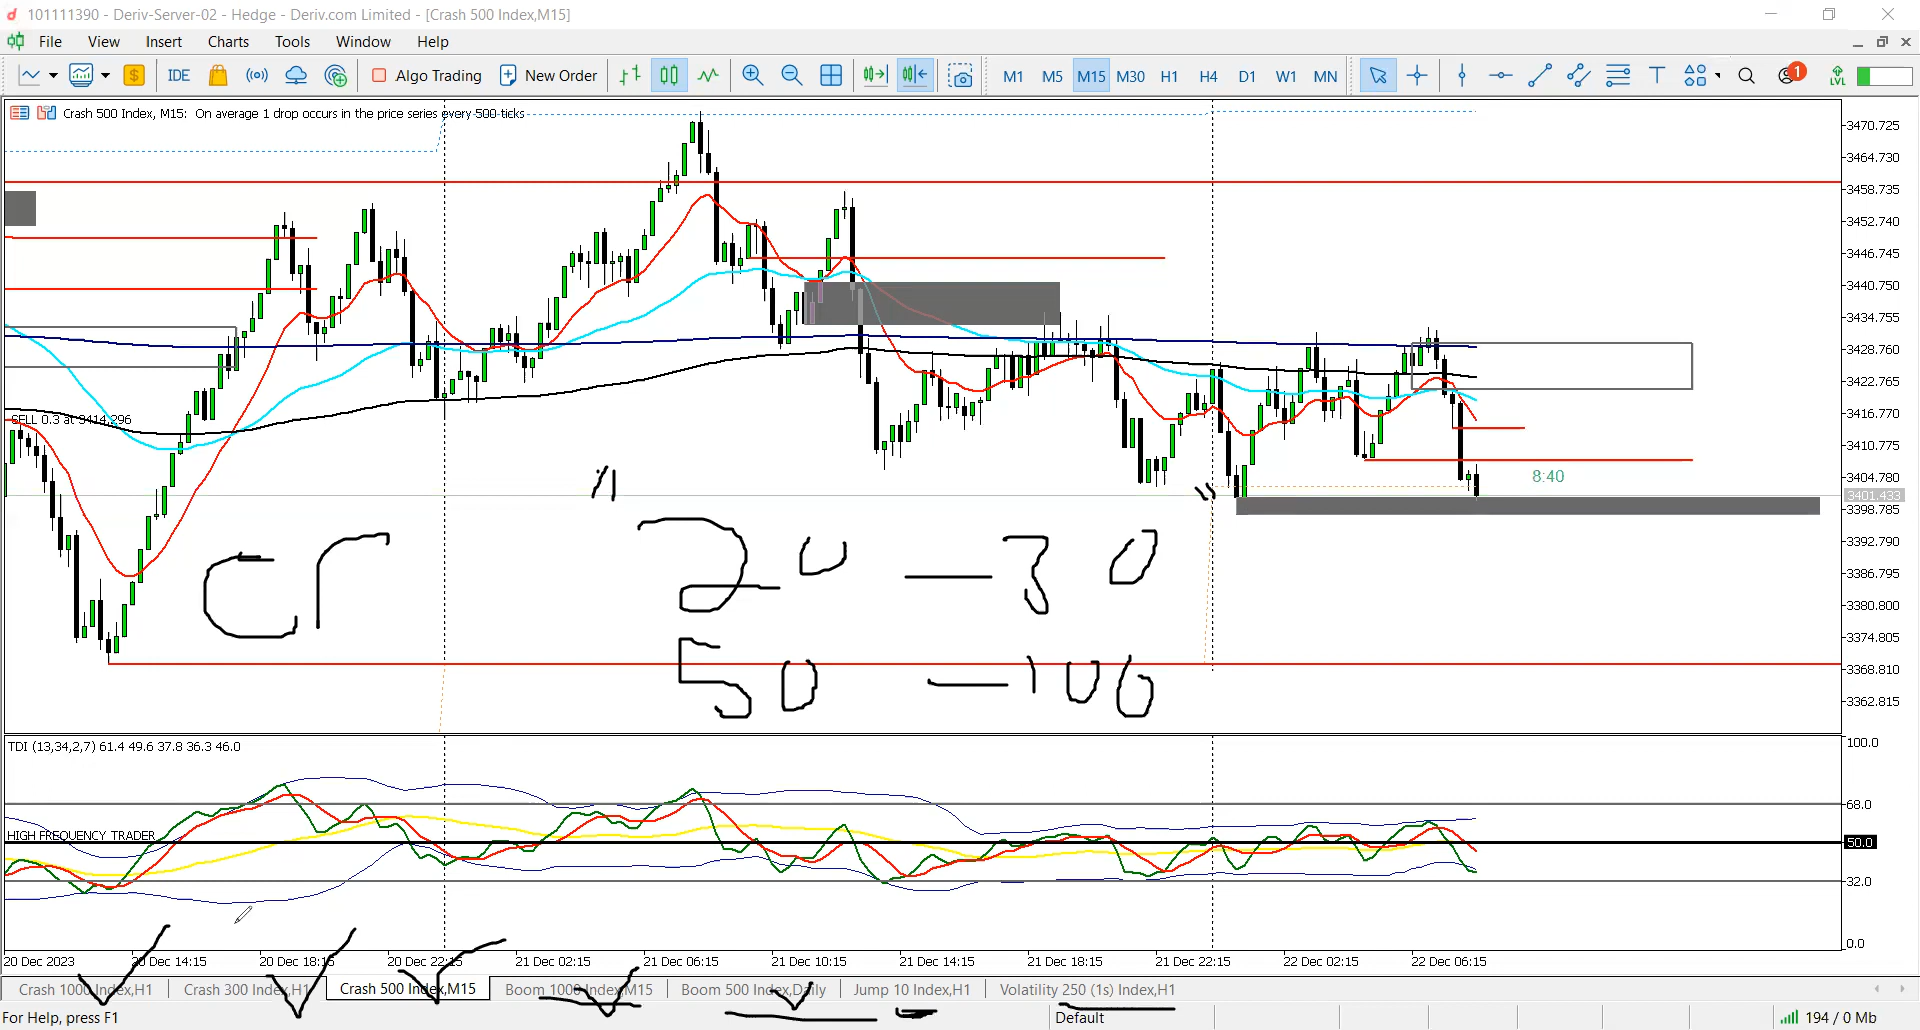 101111390 - Deriv-Server-02 - Hedge - Deriv.com Limited - [Crash 500 Index,M15]
File View Insert Charts Tools Window Help
IDE Algo Trading New Order M1 M5 M15 M30 H1 H4 D1 W1 MN T 1 LVL
Crash 500 Index, M15: On average 1 drop occurs in the price series every 500 ticks
3470.725
3464.730
3458.735
3452.740
3446.745
3440.750
3434.755
3428.760
3422.765
3416.770
3410.775
3404.780
3401.433
3398.785
3392.790
3386.795
3380.800
3374.805
3368.810
3362.815
SELL 0.3 at 3414.296
8:40
cr 20 - 30
50 - 100
TDI (13,34,2,7) 61.4 49.6 37.8 36.3 46.0
HIGH FREQUENCY TRADER
100.0
68.0
50.0
32.0
0.0
20 Dec 2023 20 Dec 14:15 20 Dec 18:15 20 Dec 22:15 21 Dec 02:15 21 Dec 06:15 21 Dec 10:15 21 Dec 14:15 21 Dec 18:15 21 Dec 22:15 22 Dec 02:15 22 Dec 06:15
Crash 1000 Index,H1 Crash 300 Index,H1 Crash 500 Index,M15 Boom 1000 Index,M15 Boom 500 Index,Daily Jump 10 Index,H1 Volatility 250 (1s) Index,H1
For Help, press F1 Default 194 / 0 Mb